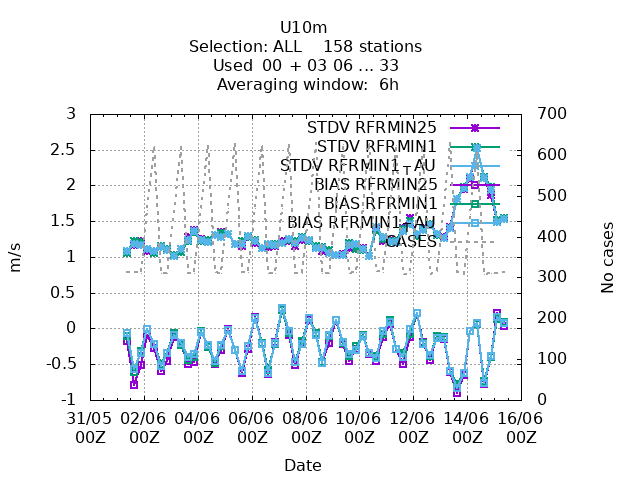 U10m
Selection: ALL 158 stations
Used 00 + 03 06 ... 33
Averaging window: 6h
3 700
STDV RFRMIN25
STDV RFRMIN1
2.5 600
STDV RFRMIN1_AU
2 BIAS RFRMIN25
500
BIAS RFRMIN1
1.5 BIAS RFRMIN1_AU
400
CASES
1
300
0.5
0 200
-0.5 100
-1 0
m/s
No cases
31/05 02/06 04/06 06/06 08/06 10/06 12/06 14/06 16/06
00Z 00Z 00Z 00Z 00Z 00Z 00Z 00Z 00Z
Date